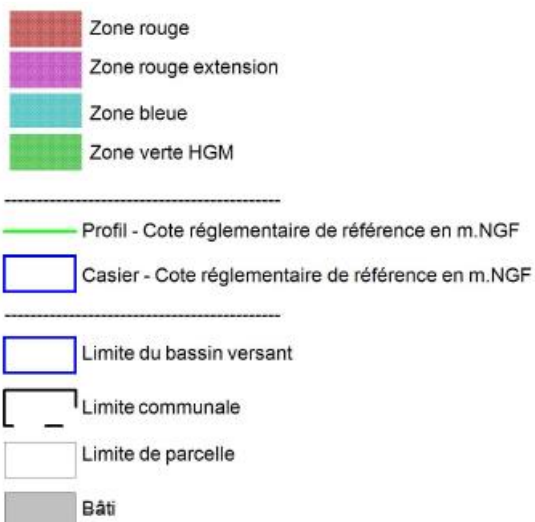 Zone rouge
Zone rouge extension
Zone bleue
Zone verte HGM
Profil - Cote réglementaire de référence en m.NGF
Casier - Cote réglementaire de référence en m.NGF
Limite du bassin versant
Limite communale
Limite de parcelle
Bâti